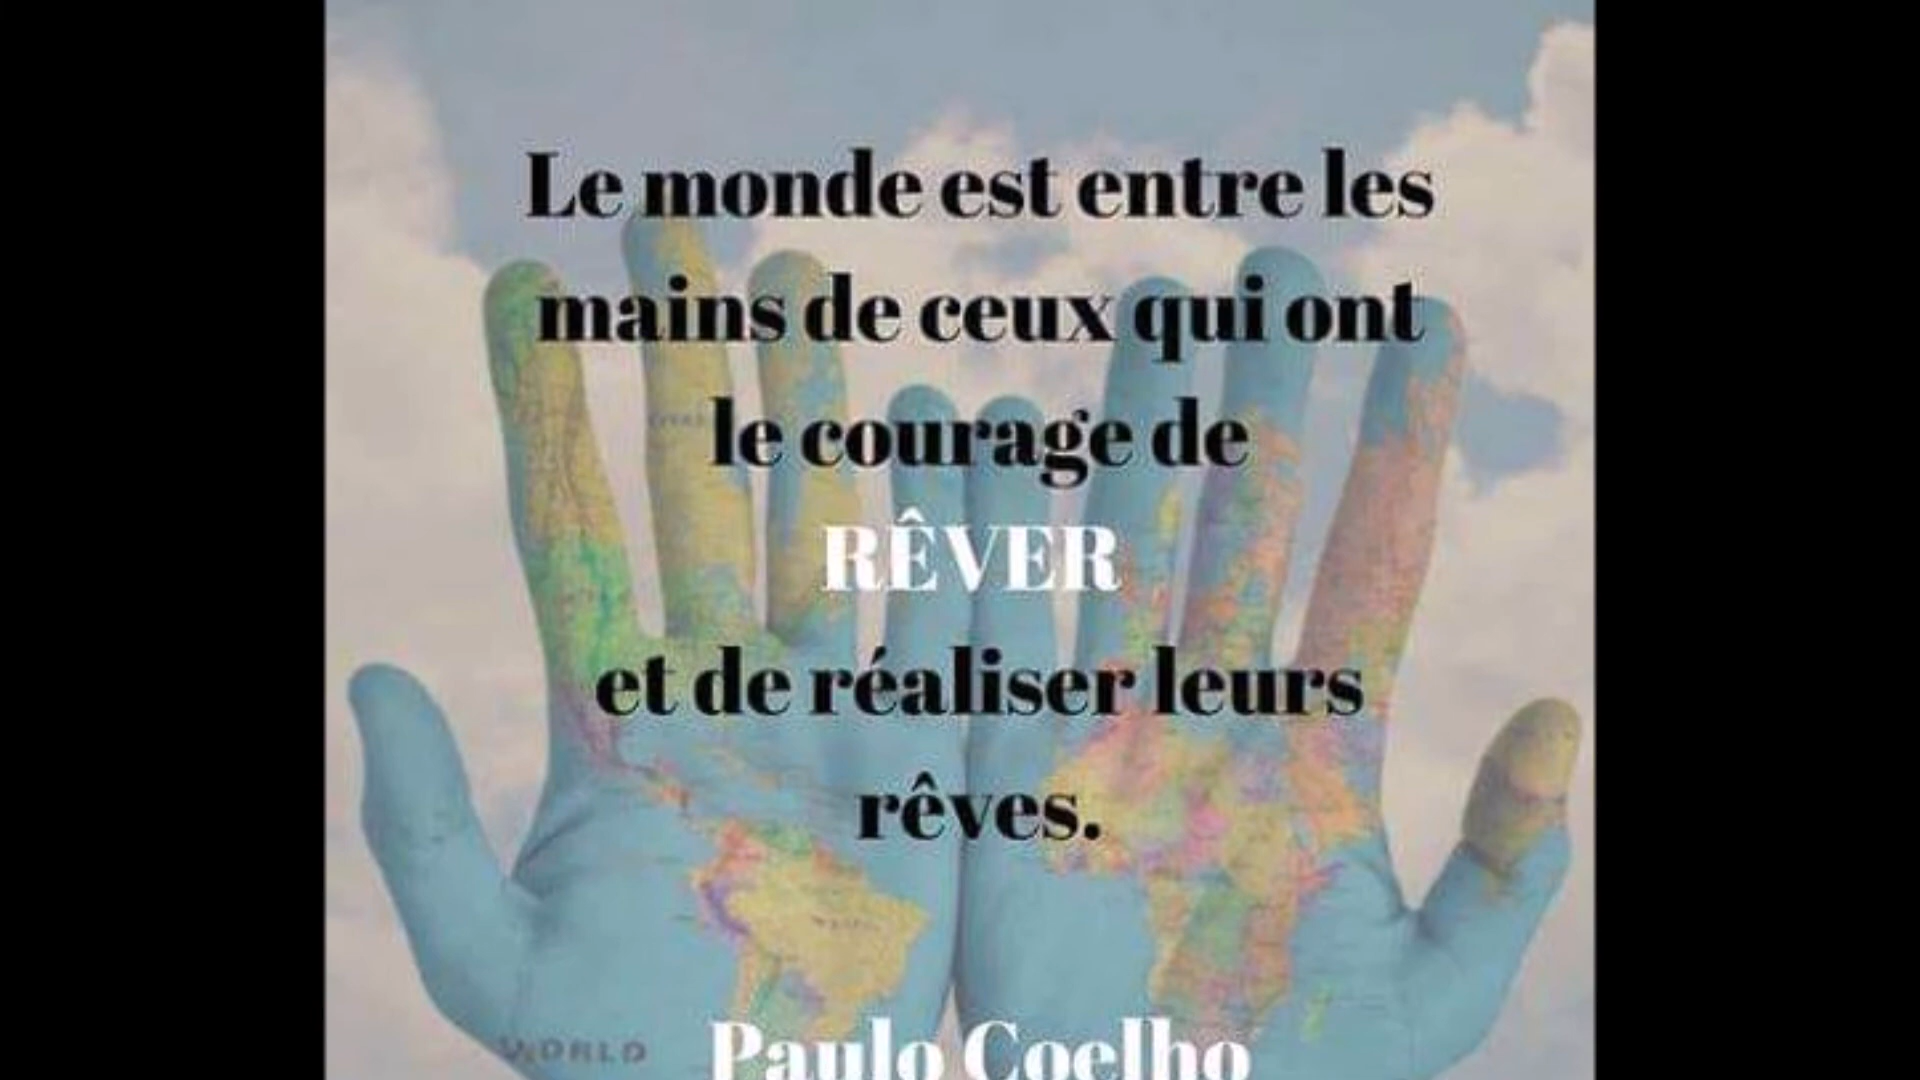 Le monde est entre les
mains de ceux qui ont
le courage de
RÊVER
et de réaliser leurs
rêves.
WORLD
Paulo Coelho